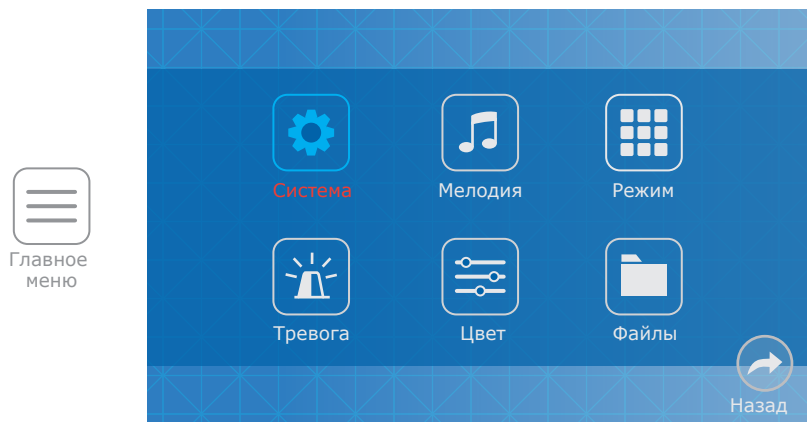 Система
Мелодия
Режим
Главное
меню
Тревога
Цвет
Файлы
Назад